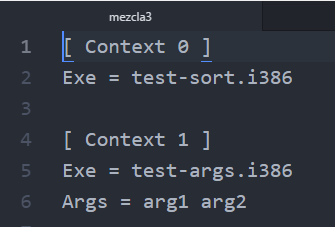 mezcla3
1 [ Context 0 ]
2 Exe = test-sort.i386
3
4 [ Context 1 ]
5 Exe = test-args.i386
6 Args = arg1 arg2